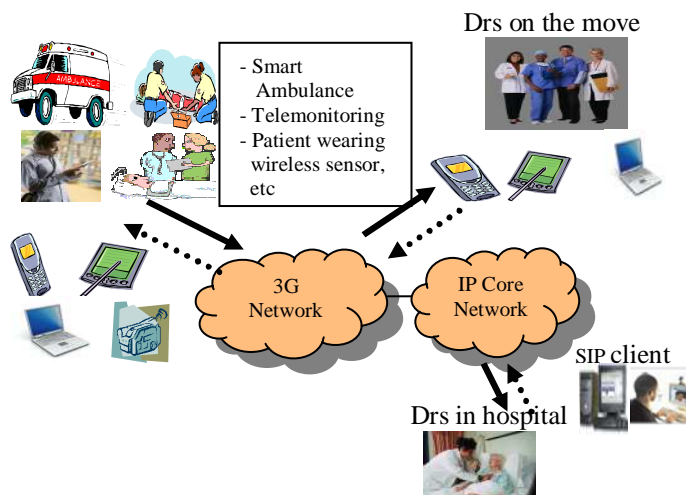 Drs on the move
AMBULANCE
- Smart
Ambulance
- Telemonitoring
- Patient wearing
wireless sensor,
etc
3G
Network
IP Core
Network
SIP client
Drs in hospital